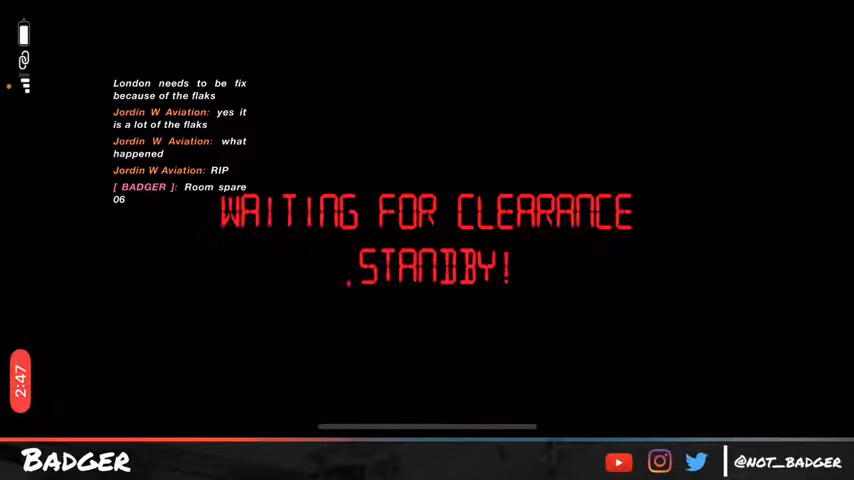 London needs to be fix
because of the flaks
Jordin W Aviation: yes it
is a lot of the flaks
Jordin W Aviation: what
happened
Jordin W Aviation: RIP
[ BADGER ]: Room spare
06
WAITING FOR CLEARANCE
.STANDBY!
2:47
BADGER
@NOT_BADGER